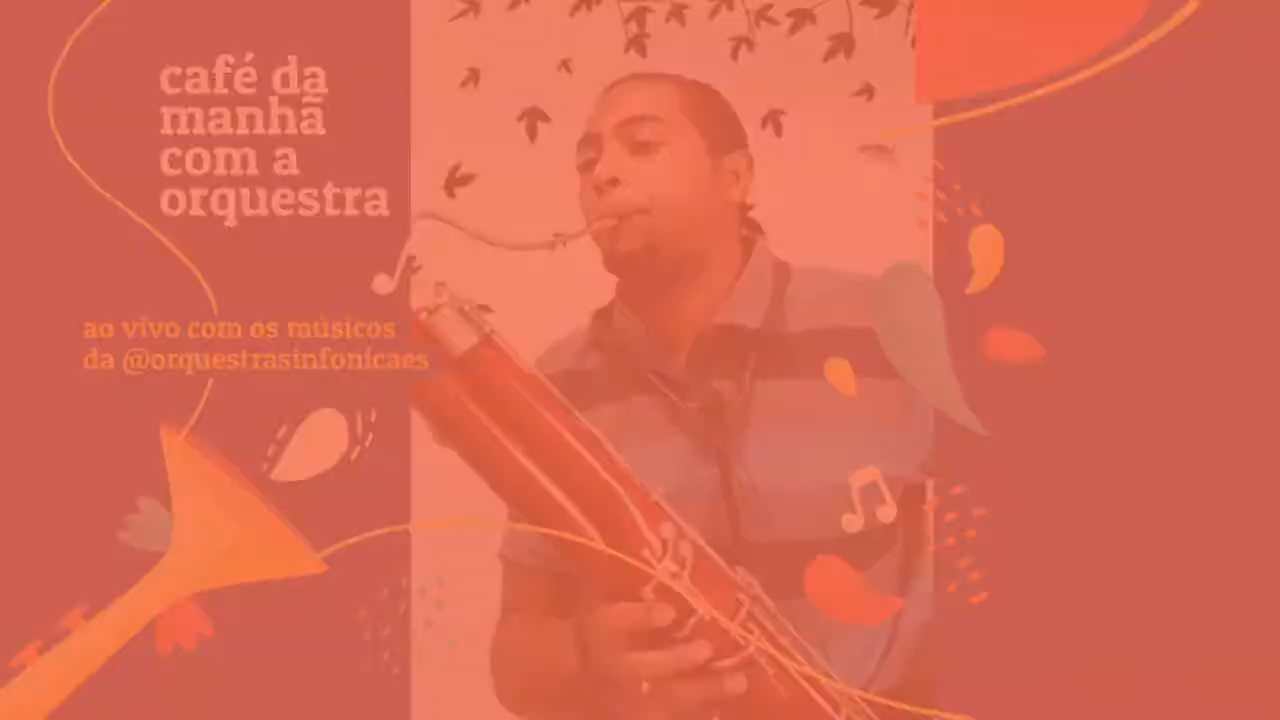 café da
manhã
com a
orquestra
ao vivo com os músicos
da @orquestrasinfonicaes